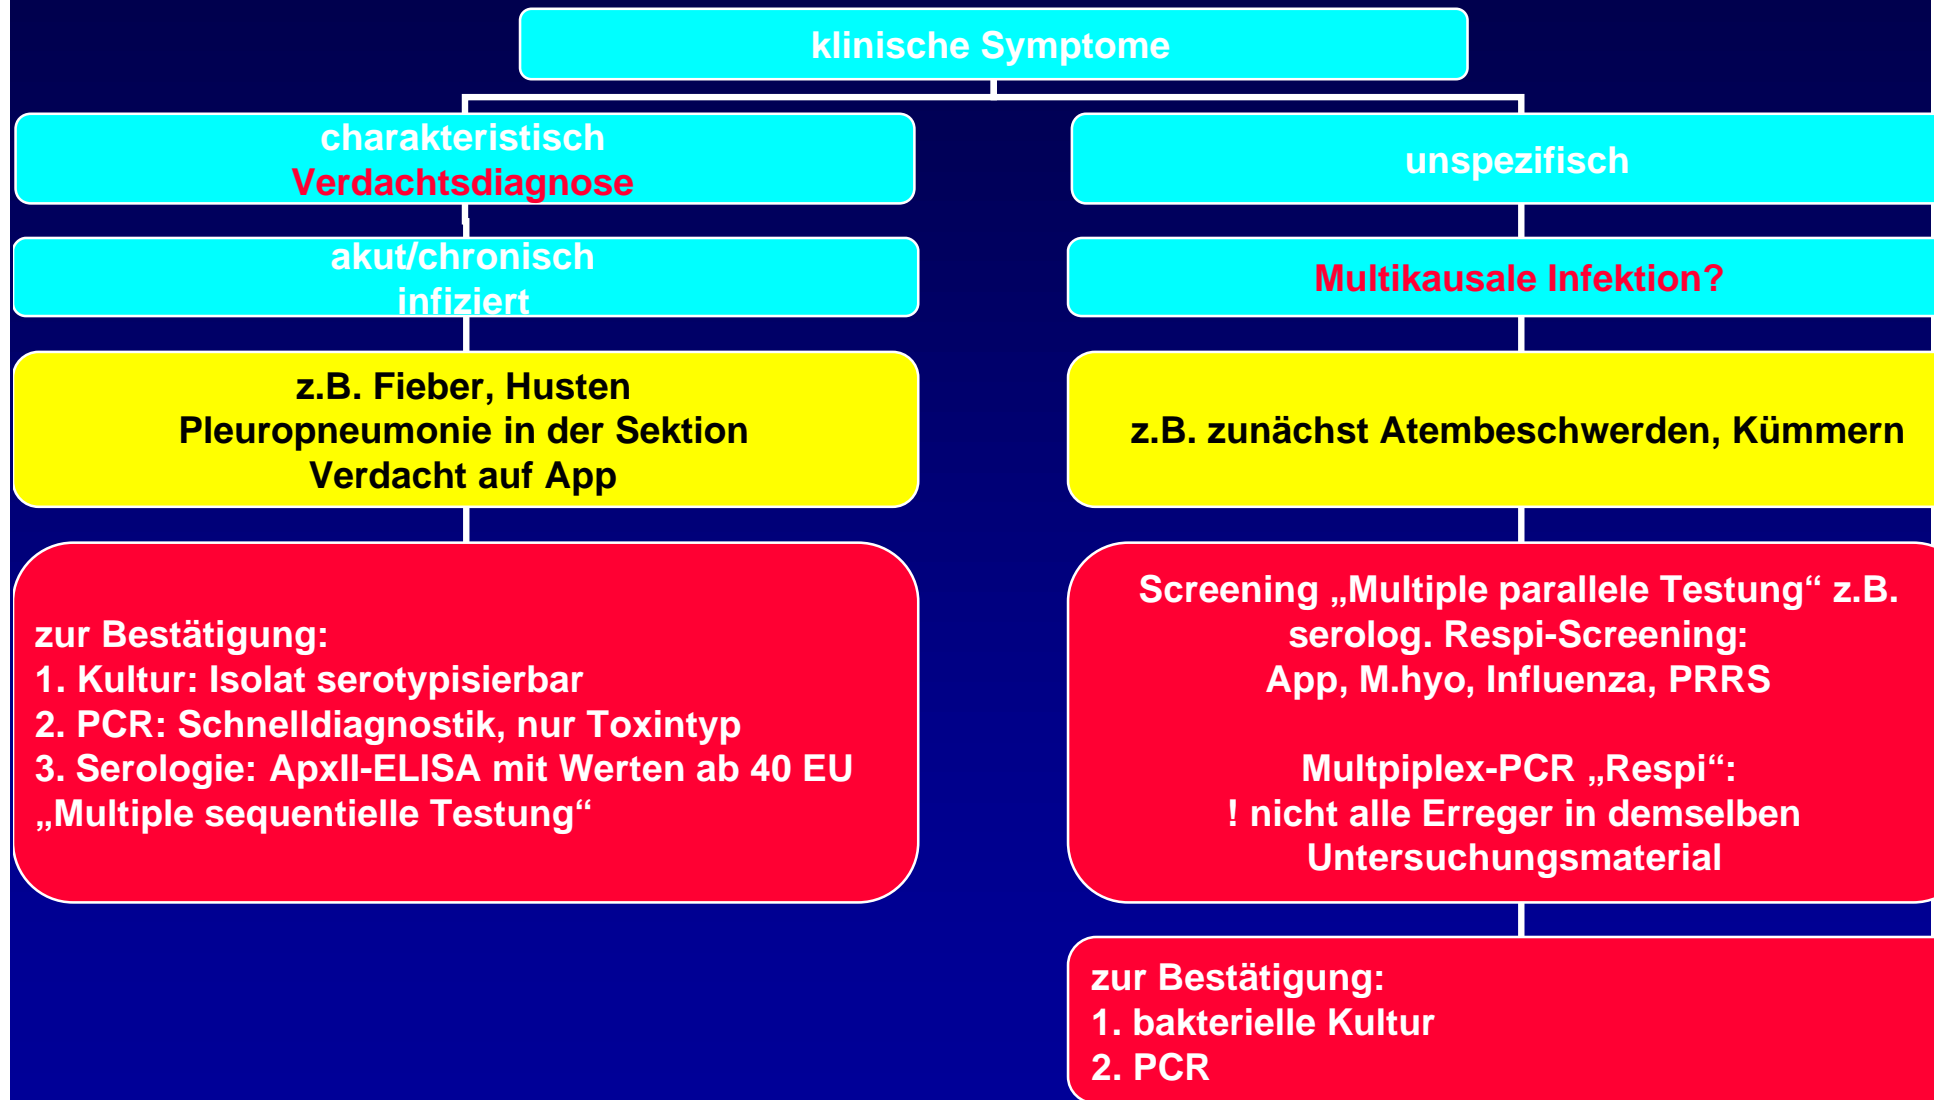 klinische Symptome
charakteristisch
Verdachtsdiagnose
akut/chronisch
infiziert
z.B. Fieber, Husten
Pleuropneumonie in der Sektion
Verdacht auf App
zur Bestätigung:
1. Kultur: Isolat serotypisierbar
2. PCR: Schnelldiagnostik, nur Toxintyp
3. Serologie: ApxII-ELISA mit Werten ab 40 EU
„Multiple sequentielle Testung“
unspezifisch
Multikausale Infektion?
z.B. zunächst Atembeschwerden, Kümmern
Screening „Multiple parallele Testung“ z.B.
serolog. Respi-Screening:
App, M.hyo, Influenza, PRRS
Multpiplex-PCR „Respi“:
! nicht alle Erreger in demselben
Untersuchungsmaterial
zur Bestätigung:
1. bakterielle Kultur
2. PCR